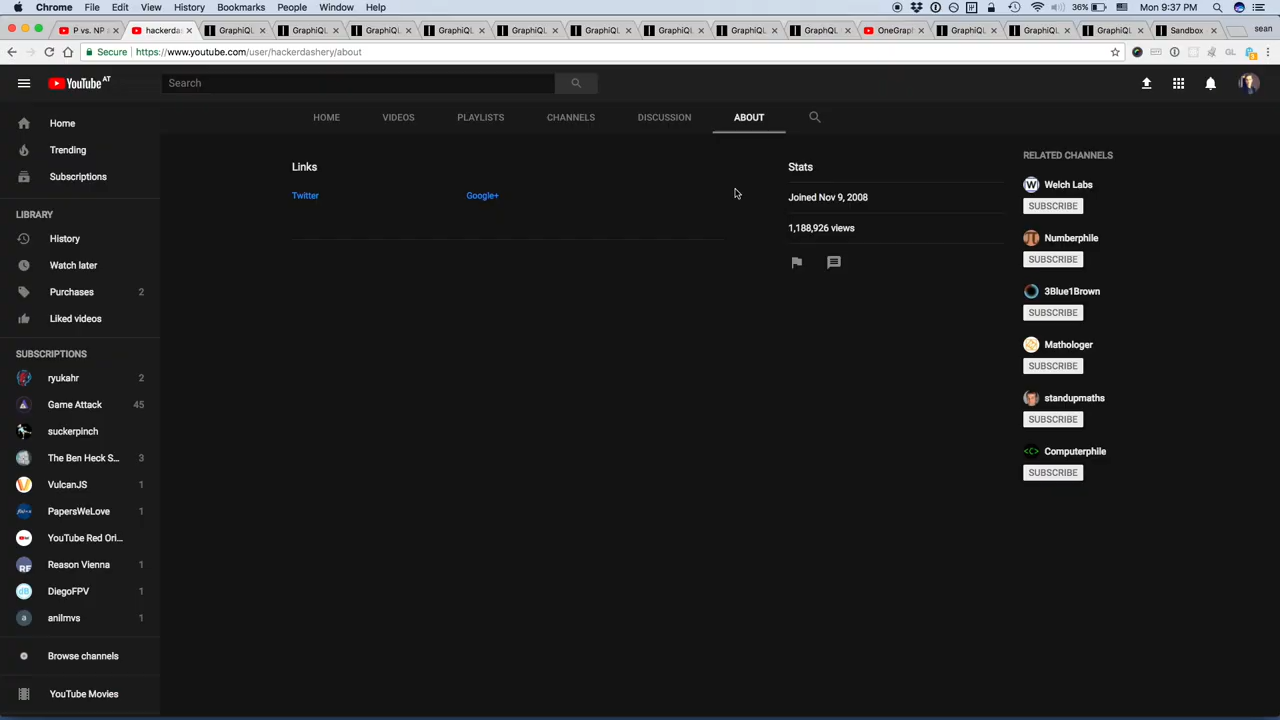 Chrome File Edit View History Bookmarks People Window Help 36% Mon 9:37 PM
P vs. NP hackerdas GraphiQL GraphiQL GraphiQL GraphiQL GraphiQL GraphiQL GraphiQL GraphiQL GraphiQL OneGraph GraphiQL GraphiQL GraphiQL Sandbox sean
Secure https://www.youtube.com/user/hackerdashery/about
YouTube AT Search
HOME VIDEOS PLAYLISTS CHANNELS DISCUSSION ABOUT
Home
Trending
Subscriptions
LIBRARY
History
Watch later
Purchases 2
Liked videos
SUBSCRIPTIONS
ryukahr 2
Game Attack 45
suckerpinch
The Ben Heck S... 3
VulcanJS 1
PapersWeLove 1
YouTube Red Ori...
Reason Vienna 1
DiegoFPV 1
anilmvs 1
Browse channels
YouTube Movies
Links
Twitter Google+
Stats
Joined Nov 9, 2008
1,188,926 views
RELATED CHANNELS
Welch Labs
SUBSCRIBE
Numberphile
SUBSCRIBE
3Blue1Brown
SUBSCRIBE
Mathologer
SUBSCRIBE
standupmaths
SUBSCRIBE
Computerphile
SUBSCRIBE